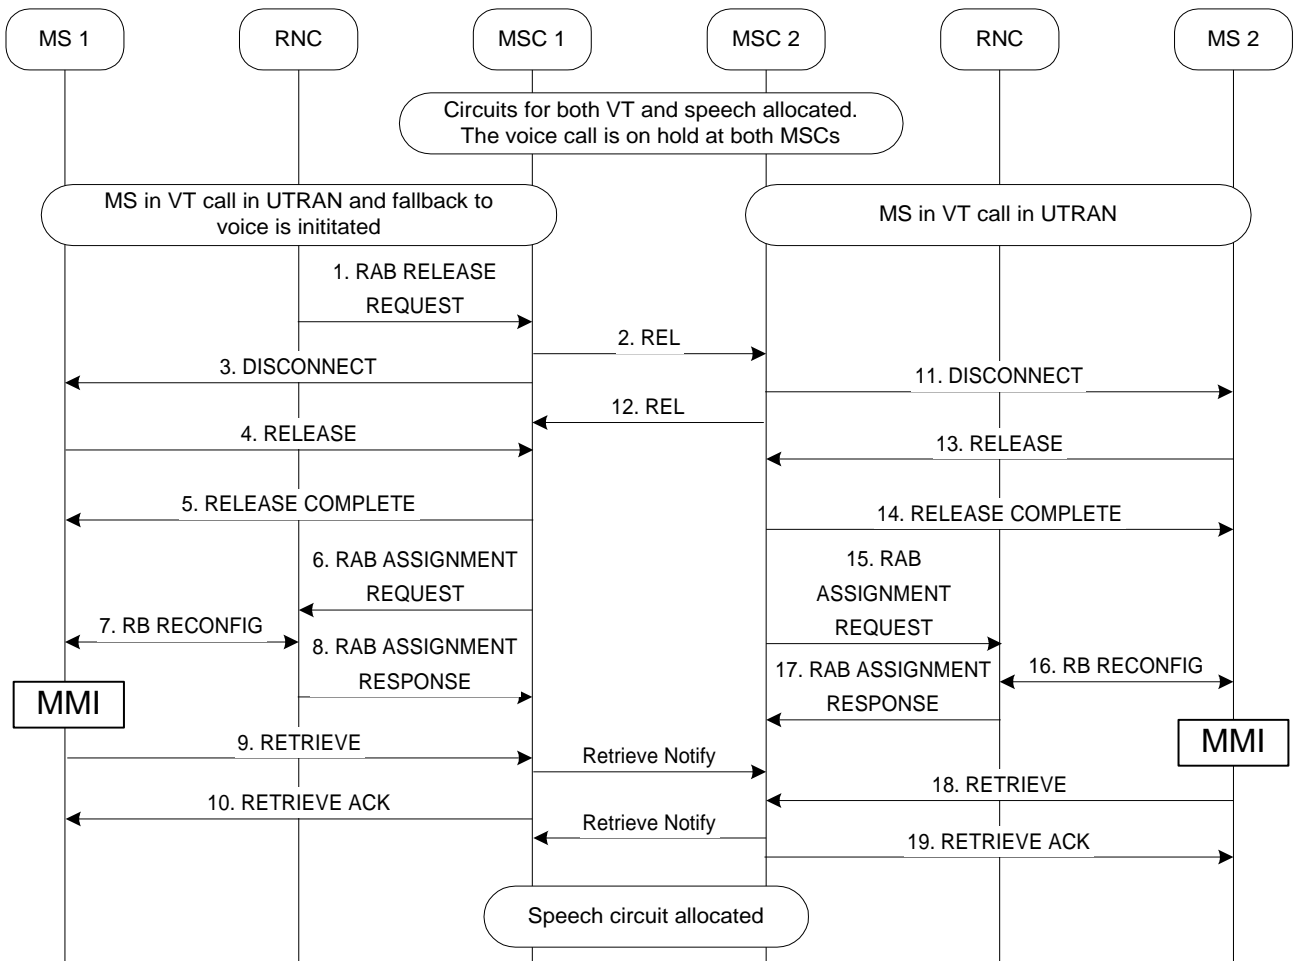 MS 1
RNC
MSC 1
MSC 2
RNC
MS 2
Circuits for both VT and speech allocated.
The voice call is on hold at both MSCs
MS in VT call in UTRAN and fallback to
voice is inititated
MS in VT call in UTRAN
1. RAB RELEASE
REQUEST
2. REL
3. DISCONNECT
11. DISCONNECT
12. REL
4. RELEASE
13. RELEASE
5. RELEASE COMPLETE
14. RELEASE COMPLETE
6. RAB ASSIGNMENT
REQUEST
15. RAB
ASSIGNMENT
REQUEST
7. RB RECONFIG
8. RAB ASSIGNMENT
RESPONSE
17. RAB ASSIGNMENT
RESPONSE
16. RB RECONFIG
MMI
MMI
9. RETRIEVE
Retrieve Notify
18. RETRIEVE
10. RETRIEVE ACK
Retrieve Notify
19. RETRIEVE ACK
Speech circuit allocated